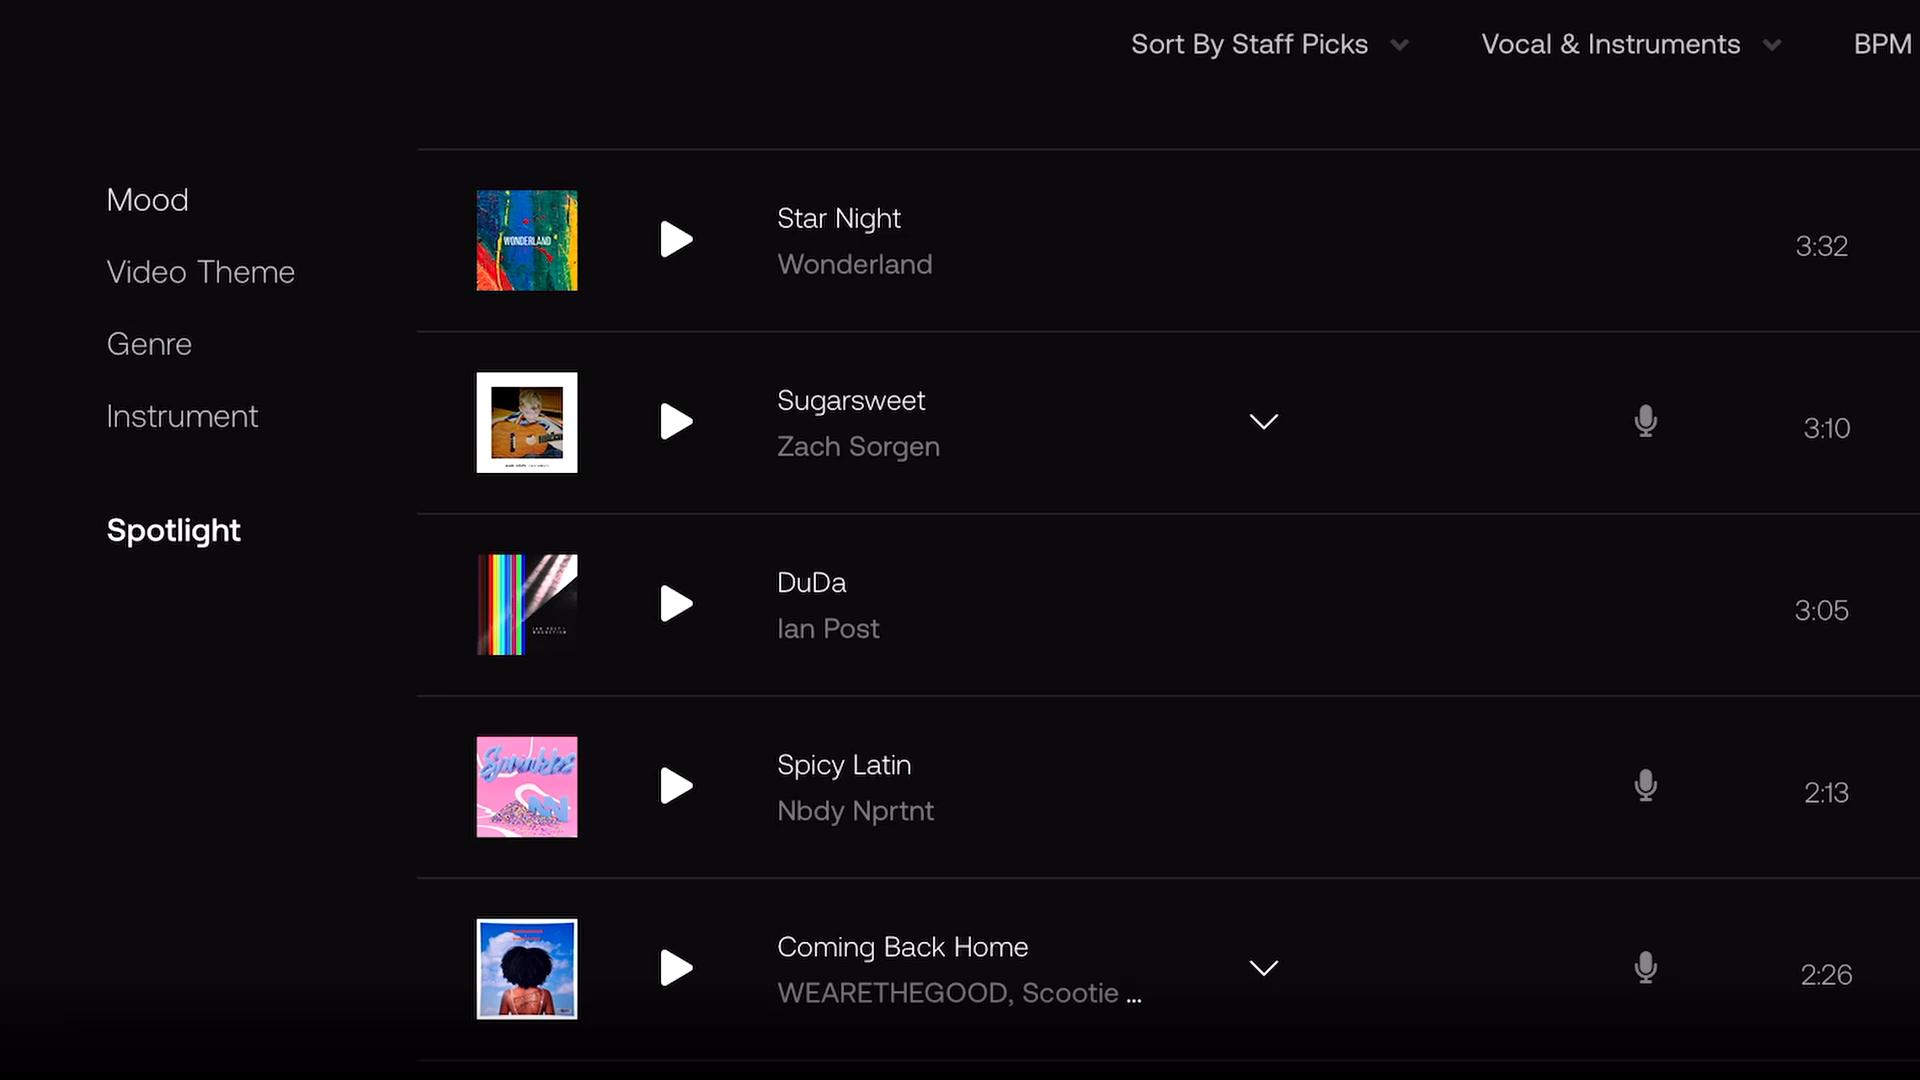 Sort By Staff Picks
Vocal & Instruments
BPM
Mood
Video Theme
Genre
Instrument
Spotlight
WONDERLAND
Star Night
Wonderland
3:32
Sugarsweet
Zach Sorgen
3:10
DuDa
Ian Post
3:05
Sprinkles
NN
Spicy Latin
Nbdy Nprtnt
2:13
Coming Back Home
WEARETHEGOOD, Scootie ...
2:26